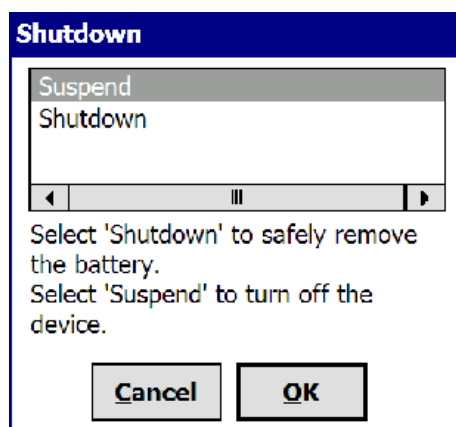 Shutdown
Suspend
Shutdown
Select 'Shutdown' to safely remove
the battery.
Select 'Suspend' to turn off the
device.
Cancel
OK